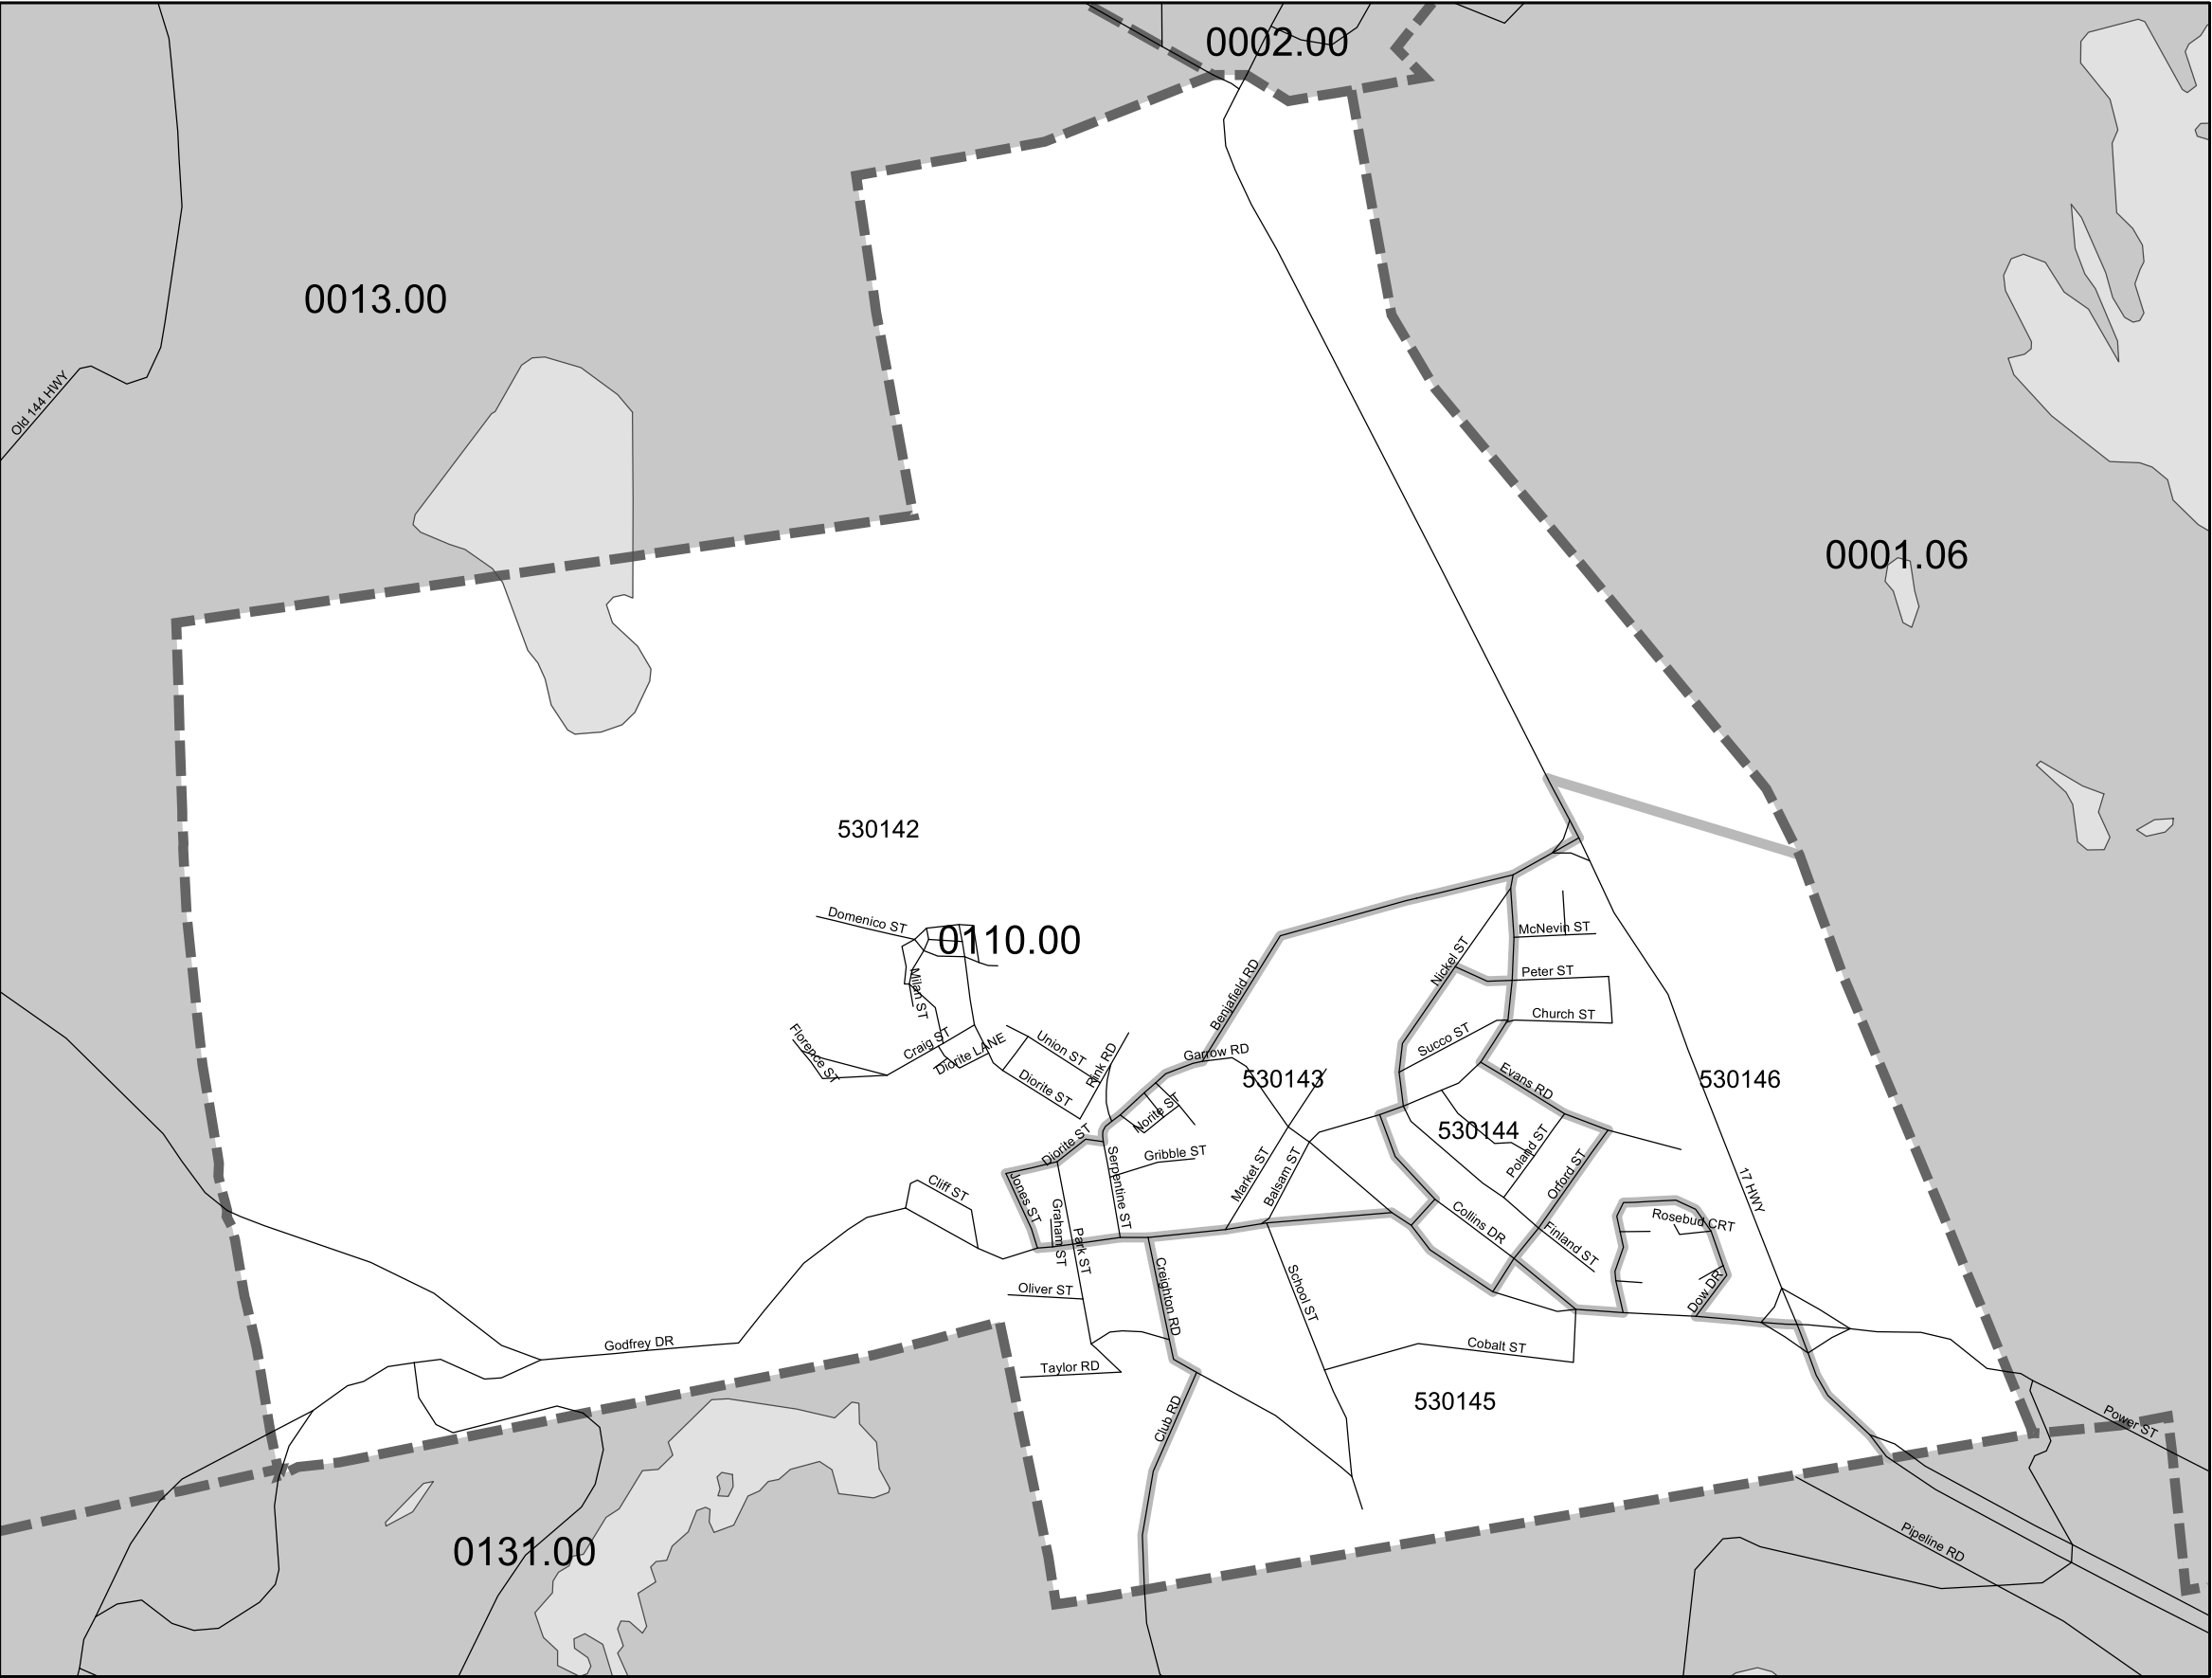 0002.00
0013.00
Old 144 HWY
0001.06
530142
Domenico ST
0110.00
McNevin ST
Nickel ST
Peter ST
Benjafield RD
Milan ST
Church ST
Florence ST
Craig ST
Diorite LANE
Union ST
Rink RD
Garrow RD
Succo ST
530143
530146
Diorite ST
Evans RD
Norite ST
530144
Diorite ST
Gribble ST
Poland ST
Orford ST
Market ST
Balsam ST
Cliff ST
Jones ST
Serpentine ST
Graham ST
Park ST
17 HWY
Collins DR
Rosebud CRT
Finland ST
Oliver ST
Creighton RD
School ST
Dow DR
Godfrey DR
Cobalt ST
Taylor RD
530145
Club RD
Power ST
0131.00
Pipeline RD